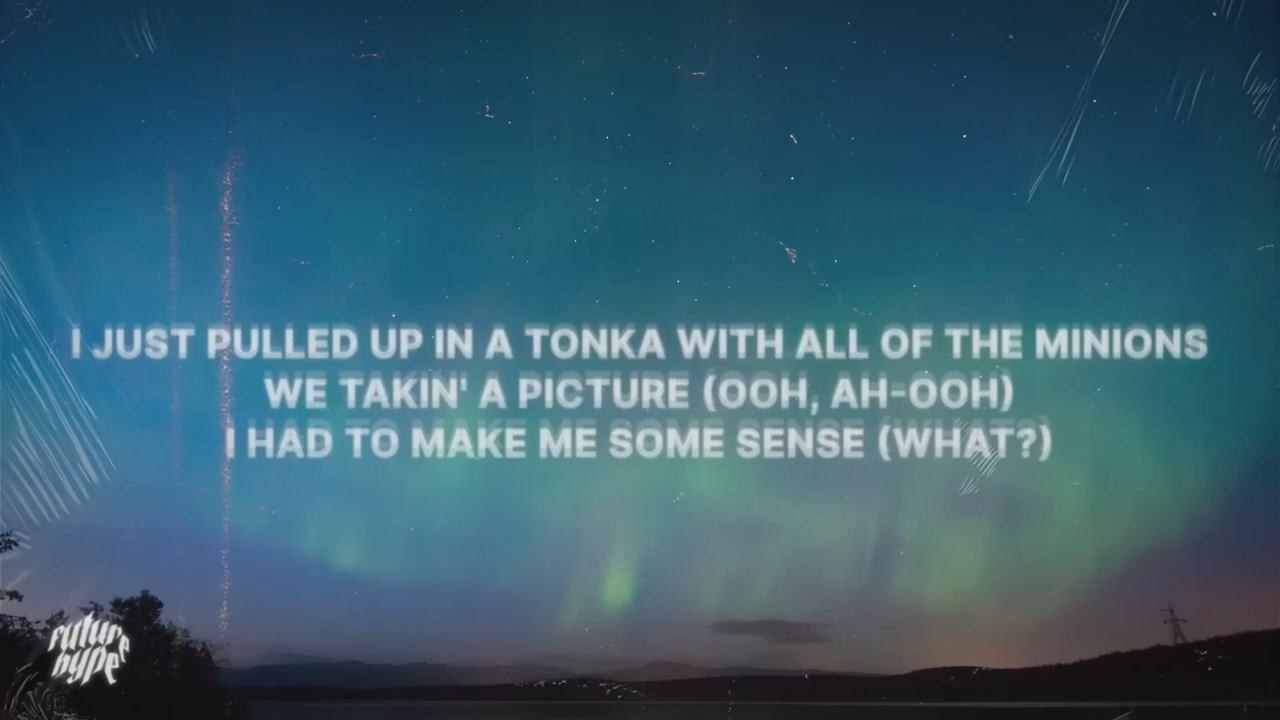 I JUST PULLED UP IN A TONKA WITH ALL OF THE MINIONS
WE TAKIN' A PICTURE (OOH, AH-OOH)
I HAD TO MAKE ME SOME SENSE (WHAT?)
future
hype